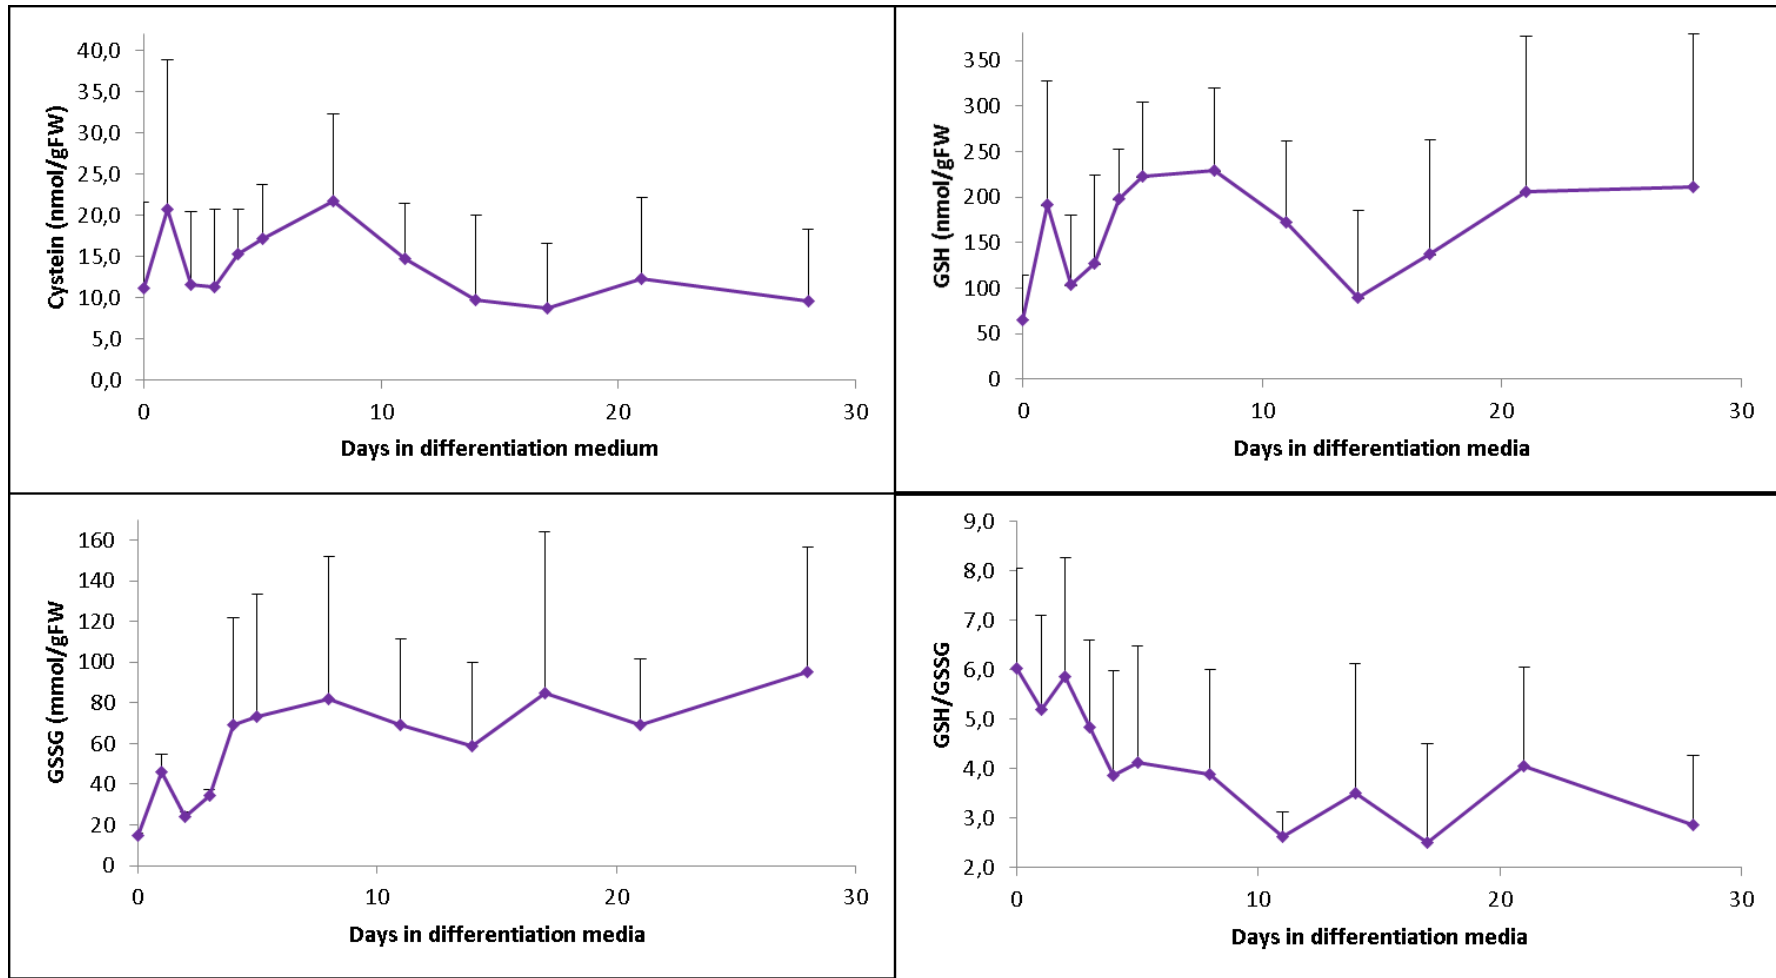 Cystein (nmol/gFW)
40,0
35,0
30,0
25,0
20,0
15,0
10,0
5,0
0,0
0 10 20 30
Days in differentiation medium
GSH (nmol/gFW
350
300
250
200
150
100
50
0
0 10 20 30
Days in differentiation media
GSSG (nmol/gFW
160
140
120
100
80
60
40
20
0
0 10 20 30
Days in differentiation media
GSH/GSSG
9,0
8,0
7,0
6,0
5,0
4,0
3,0
2,0
0 10 20 30
Days in differentiation media